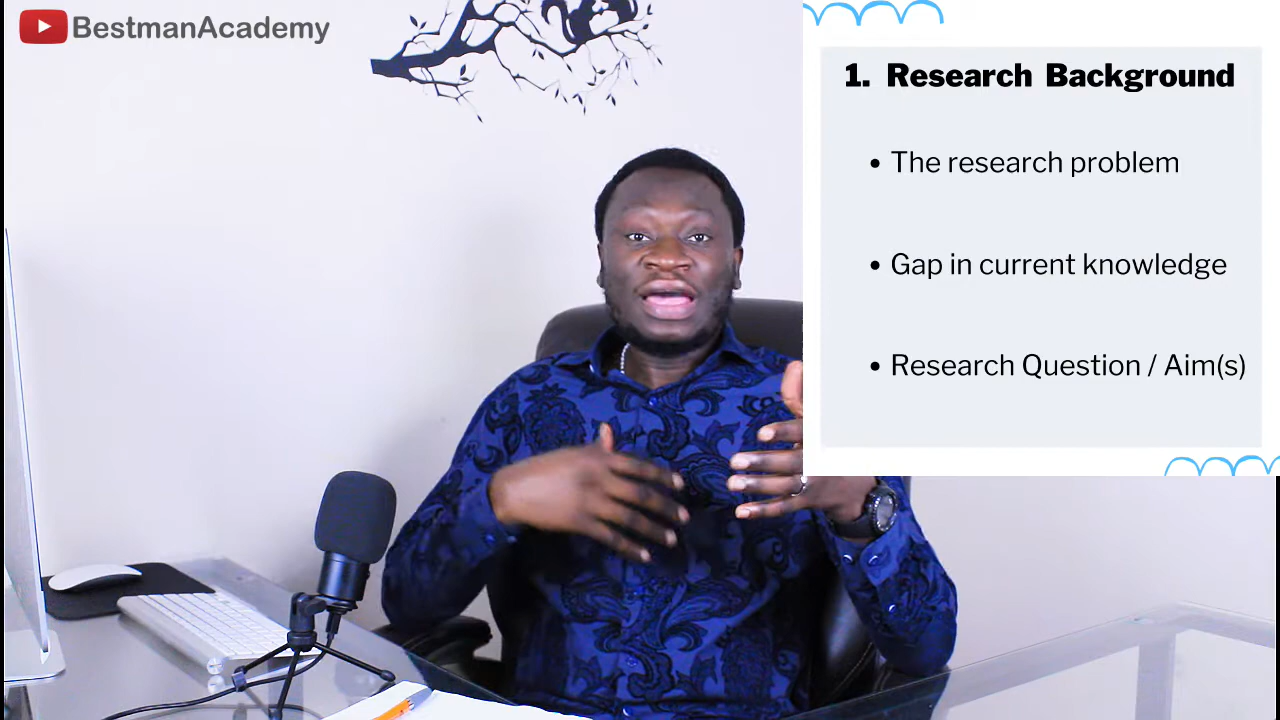 BestmanAcademy
1. Research Background
• The research problem
• Gap in current knowledge
• Research Question / Aim(s)